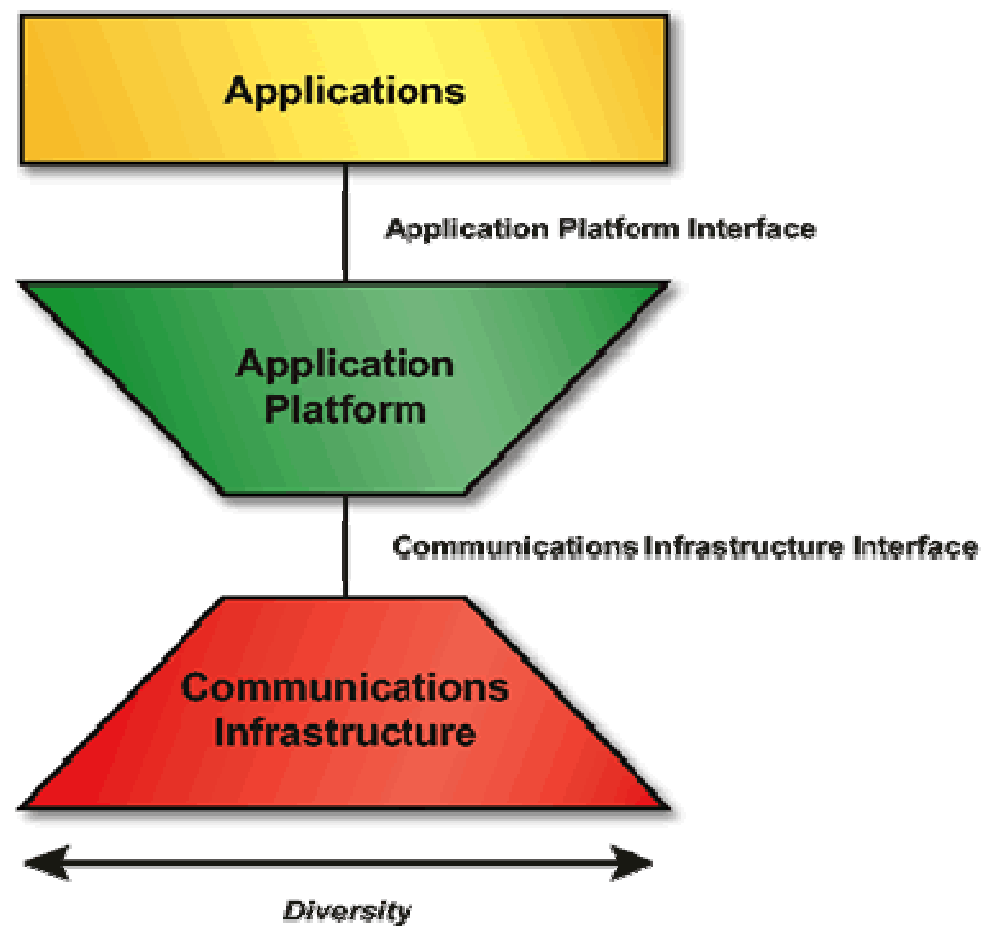 Applications
Application Platform Interface
Application
Platform
Communications Infrastructure Interface
Communications
Infrastructure
Diversity